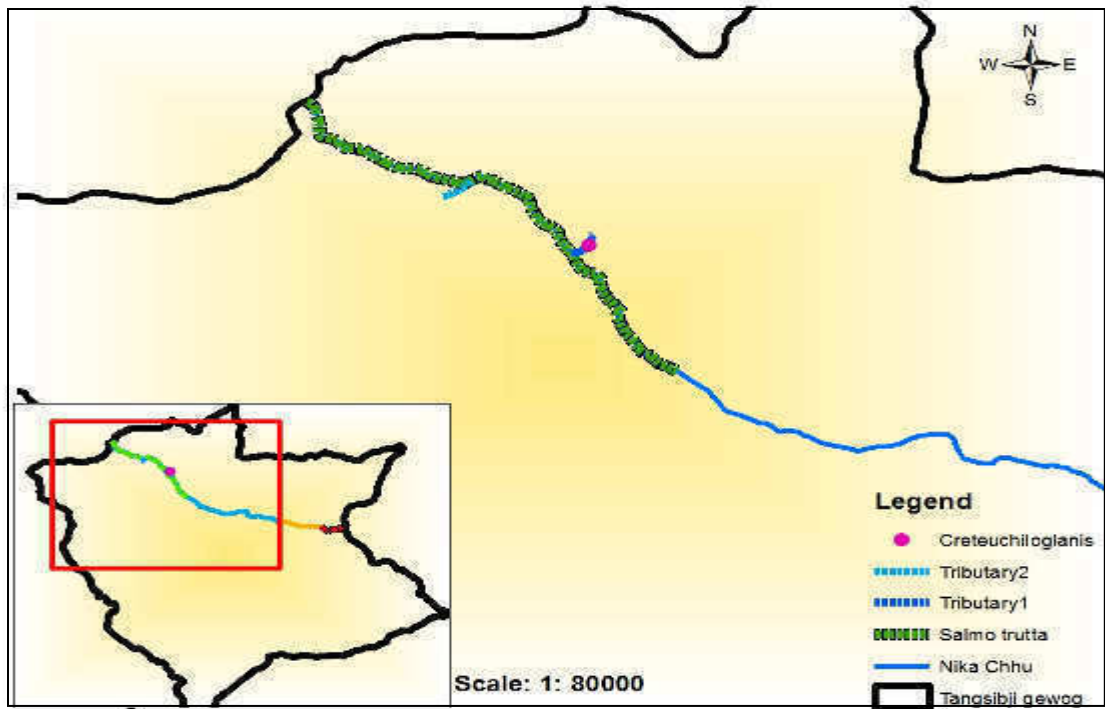 N
W E
S
Legend
Creteuchiloglanis
Tributary2
Tributary1
Salmo trutta
Nika Chhu
Tangsibji gewog
Scale: 1: 80000